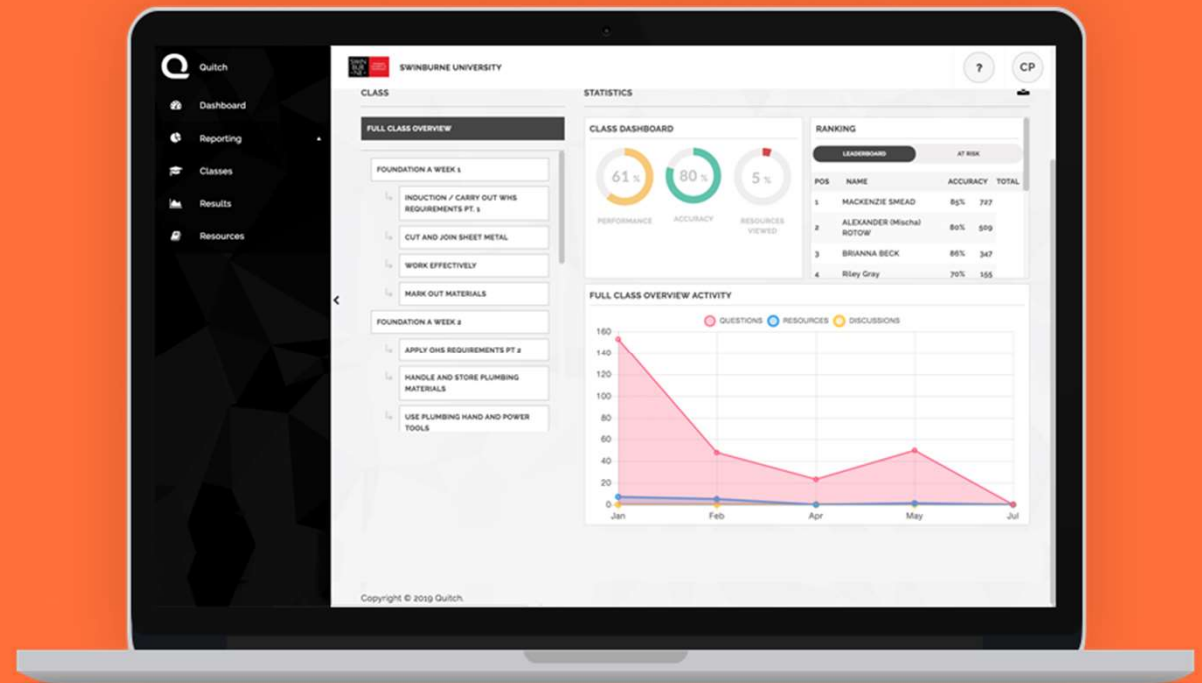 Quitch
Dashboard
Reporting
Classes
Results
Resources
SWIN
BUR
NE
SWINBURNE UNIVERSITY
?
CP
CLASS
FULL CLASS OVERVIEW
FOUNDATION A WEEK 1
INDUCTION / CARRY OUT WHS
REQUIREMENTS PT. 1
CUT AND JOIN SHEET METAL
WORK EFFECTIVELY
MARK OUT MATERIALS
FOUNDATION A WEEK 2
APPLY OHS REQUIREMENTS PT 2
HANDLE AND STORE PLUMBING
MATERIALS
USE PLUMBING HAND AND POWER
TOOLS
STATISTICS
CLASS DASHBOARD
61 %
80 %
5 %
PERFORMANCE
ACCURACY
RESOURCES
VIEWED
RANKING
LEADERBOARD AT RISK
POS NAME ACCURACY TOTAL
1 MACKENZIE SMEAD 85% 727
2 ALEXANDER (Mischa)
ROTOW 80% 509
3 BRIANNA BECK 86% 347
4 Riley Gray 70% 155
FULL CLASS OVERVIEW ACTIVITY
QUESTIONS RESOURCES DISCUSSIONS
160
140
120
100
80
60
40
20
0
Jan Feb Apr May Jul
Copyright © 2019 Quitch.